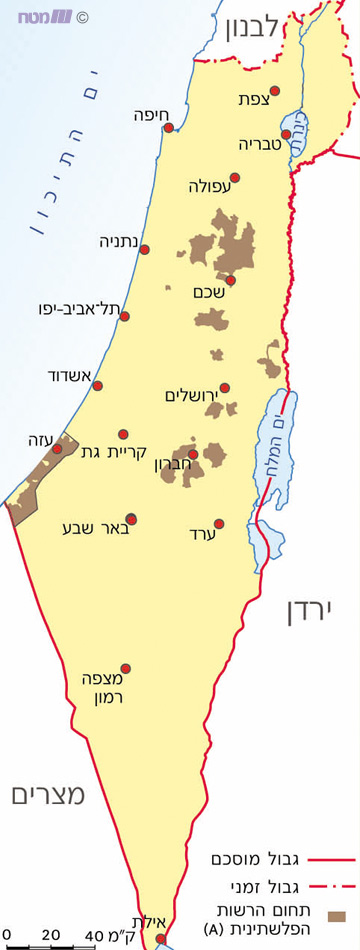 © מטח
לבנון
צפת
חיפה
כינרת
טבריה
ים התיכון
עפולה
נתניה
שכם
תל־אביב-יפו
אשדוד
ירושלים
ים המלח
עזה
קריית גת
חברון
באר שבע
ערד
ירדן
מצפה
רמון
מצרים
גבול מוסכם
גבול זמני
תחום הרשות
הפלשתינית (A)
אילת
0 20 40 ק"מ